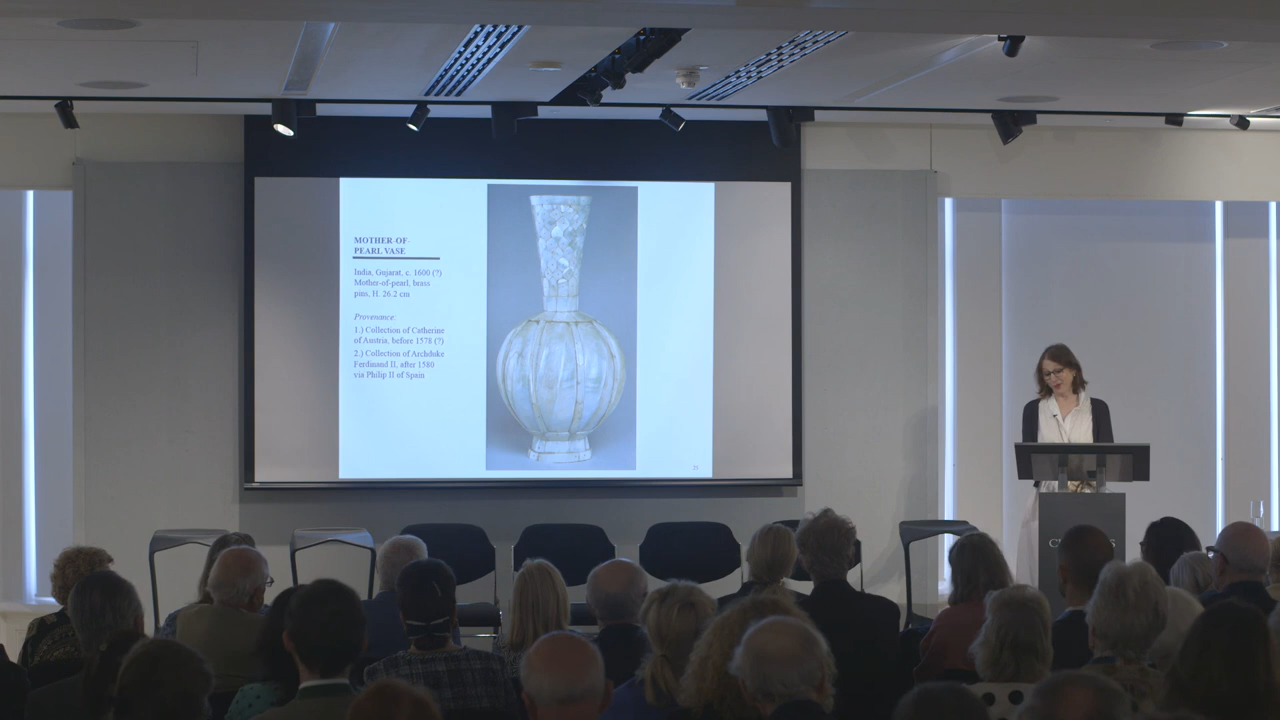 MOTHER-OF-
PEARL VASE
India, Gujarat, c. 1600 (?)
Mother-of-pearl, brass
pins, H. 26.2 cm
Provenance:
1.) Collection of Catherine
of Austria, before 1578 (?)
2.) Collection of Archduke
Ferdinand II, after 1580
via Philip II of Spain